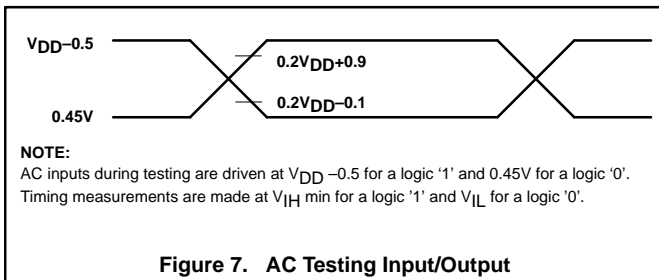 VDD–0.5
0.2VDD+0.9
0.2VDD–0.1
0.45V
NOTE:
AC inputs during testing are driven at VDD –0.5 for a logic ‘1’ and 0.45V for a logic ‘0’.
Timing measurements are made at VIH min for a logic ’1’ and VIL for a logic ’0’.
Figure 7. AC Testing Input/Output